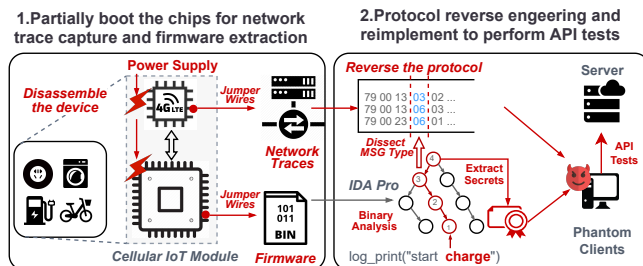 1.Partially boot the chips for network
trace capture and firmware extraction
2.Protocol reverse engeering and
reimplement to perform API tests
Power Supply
Disassemble
the device
4G LTE
Jumper
Wires
Network
Traces
Jumper
Wires
101
011
BIN
Firmware
Cellular IoT Module
Reverse the protocol
79 00 13 03 02 ...
79 00 13 06 03 ...
79 00 23 06 01 ...
Dissect
MSG Type
IDA Pro
Binary
Analysis
4
3
2
1
Extract
Secrets
log_print("start charge")
Server
API
Tests
Phantom
Clients